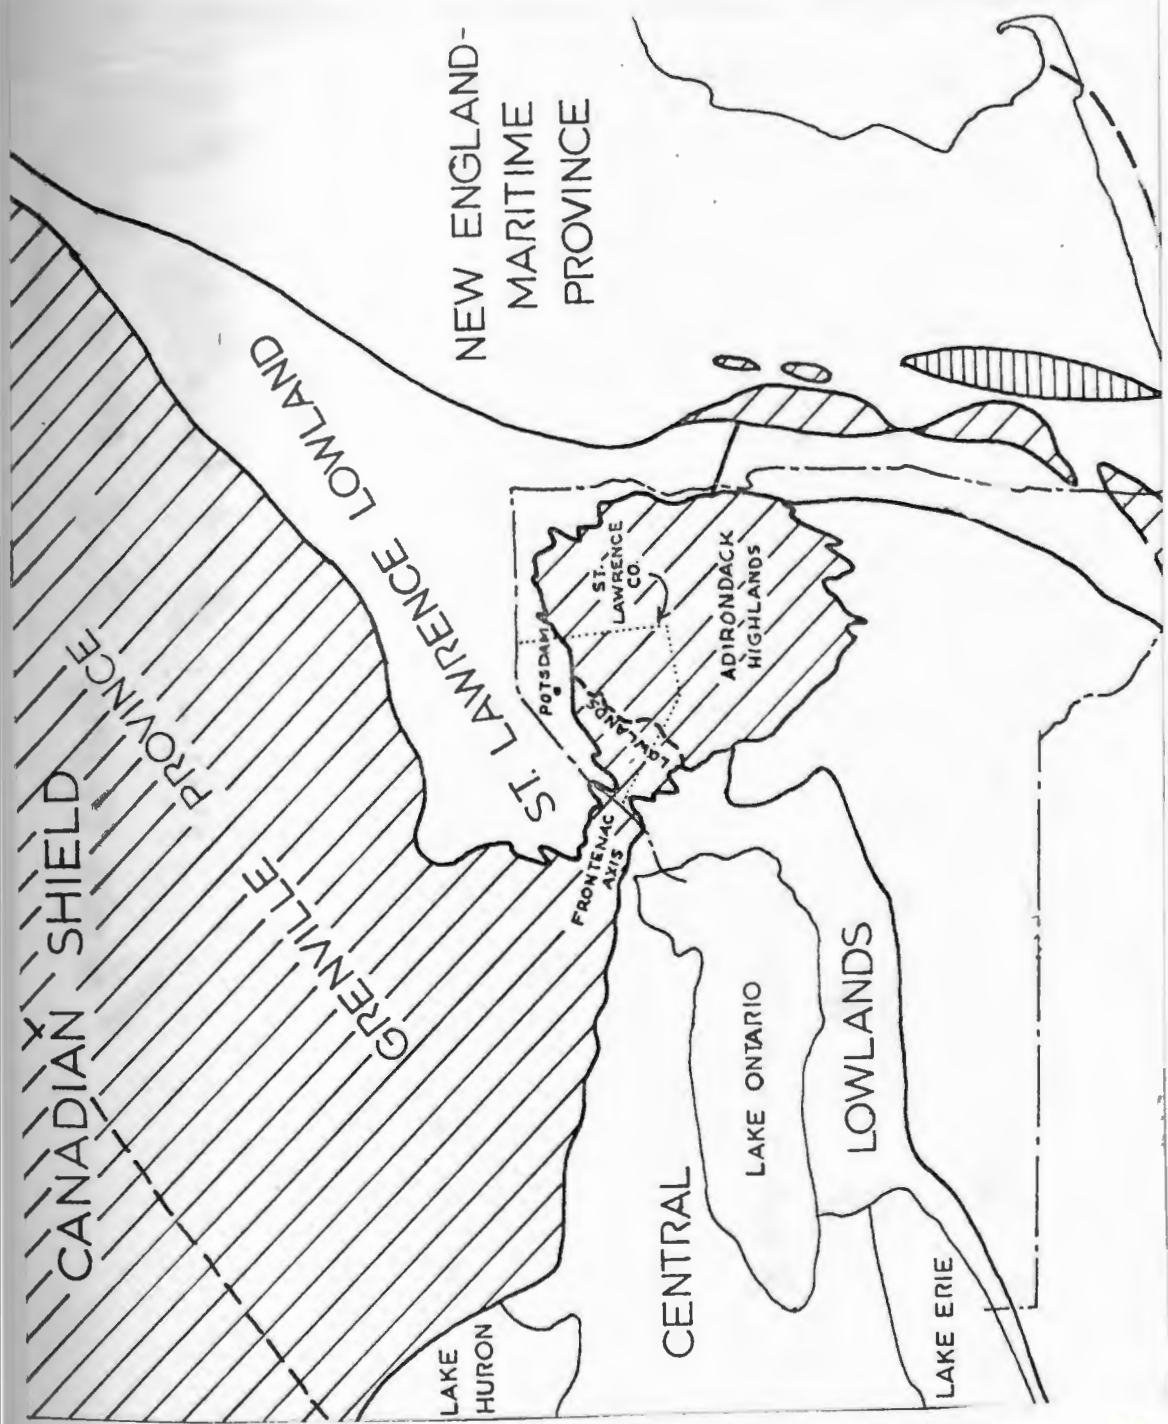 CANADIAN SHIELD
GRENVILLE PROVINCE
ST. LAWRENCE LOWLAND
NEW ENGLAND-
MARITIME
PROVINCE
POTSDAM
ST.
LAWRENCE
CO.
LOWLANDS
ADIRONDACK
HIGHLANDS
FRONTENAC
AXIS
LAKE
HURON
CENTRAL
LOWLANDS
LAKE ONTARIO
LAKE ERIE